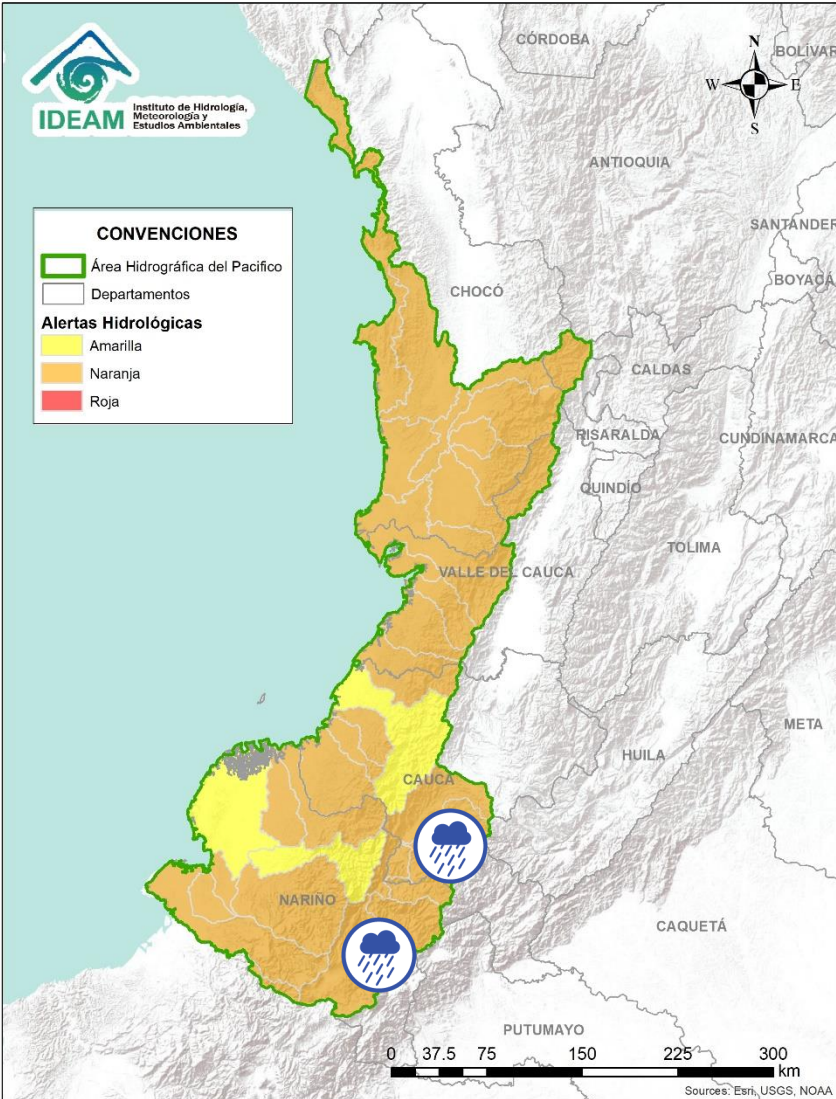 IDEAM
Instituto de Hidrología,
Meteorología y
Estudios Ambientales
N
W E
S
CÓRDOBA
BOLÍVAR
ANTIOQUIA
SANTANDER
BOYACÁ
CHOCÓ
CONVENCIONES
Área Hidrográfica del Pacifico
Departamentos
Alertas Hidrológicas
Amarilla
Naranja
Roja
CALDAS
RISARALDA
CUNDINAMARCA
QUINDÍO
TOLIMA
VALLE DEL CAUCA
META
HUILA
CAUCA
NARIÑO
CAQUETÁ
PUTUMAYO
0 37.5 75 150 225 300
km
Sources: Esri, USGS, NOAA